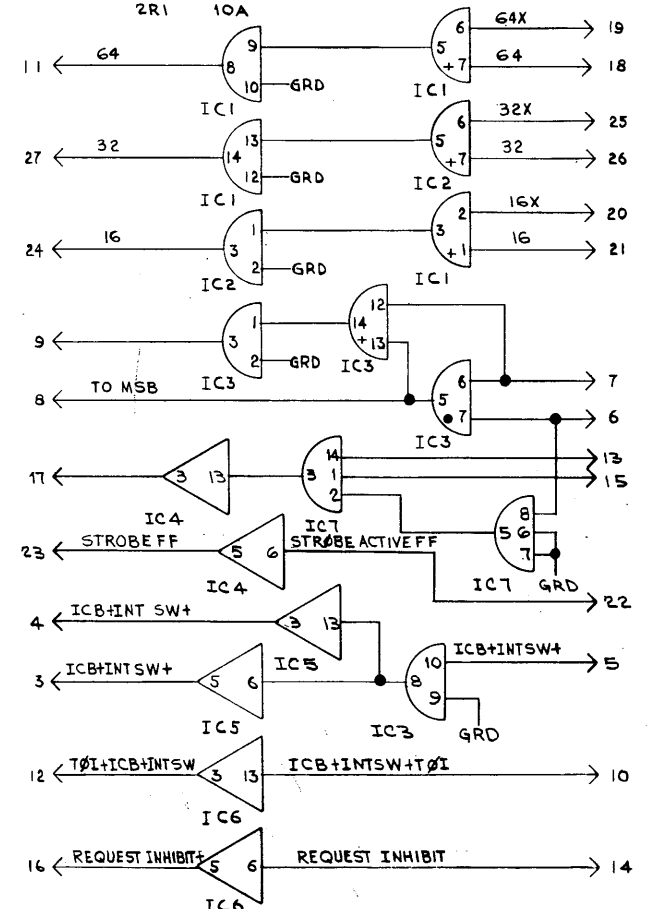 2R1 10A
64X
6 19
64 9 5
11 8 +7 64 18
10 GRD
IC1 IC1
32X
6 25
32 13 5
27 14 +7 32 26
12 GRD
IC1 IC2
16X
1 2 20
16 3
24 3 +1 16 21
2 GRD
IC2 IC1
12
1 14
9 3 +13
2 GRD
IC3 IC3
6 7
8 TO MSB 5
7 6
IC3
14 13
17 3 13 3 1 15
2
8
IC4 IC7 5 6
7
STROBE FF STRØBE ACTIVE FF
23 5 6
IC4 IC7 GRD
22
ICB+INT SW+
4 3 13
ICB+INTSW+
10 5
ICB+INTSW+ IC5
3 5 6 8
9
IC5 IC3
GRD
TØI+ICB+INTSW ICB+INTSW+TØI
12 3 13 10
IC6
REQUEST INHIBIT+ REQUEST INHIBIT
16 5 6 14
IC6